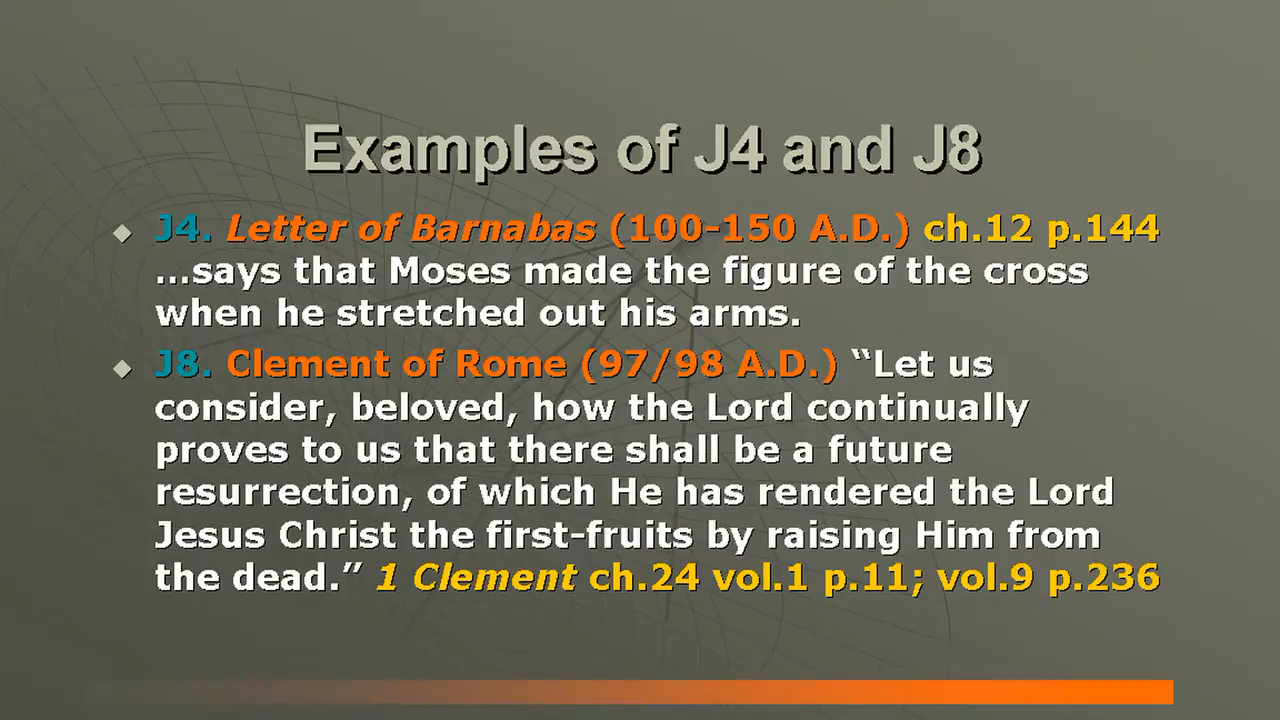 Examples of J4 and J8
J4. Letter of Barnabas (100-150 A.D.) ch.12 p.144
…says that Moses made the figure of the cross
when he stretched out his arms.
J8. Clement of Rome (97/98 A.D.) “Let us
consider, beloved, how the Lord continually
proves to us that there shall be a future
resurrection, of which He has rendered the Lord
Jesus Christ the first-fruits by raising Him from
the dead.” 1 Clement ch.24 vol.1 p.11; vol.9 p.236